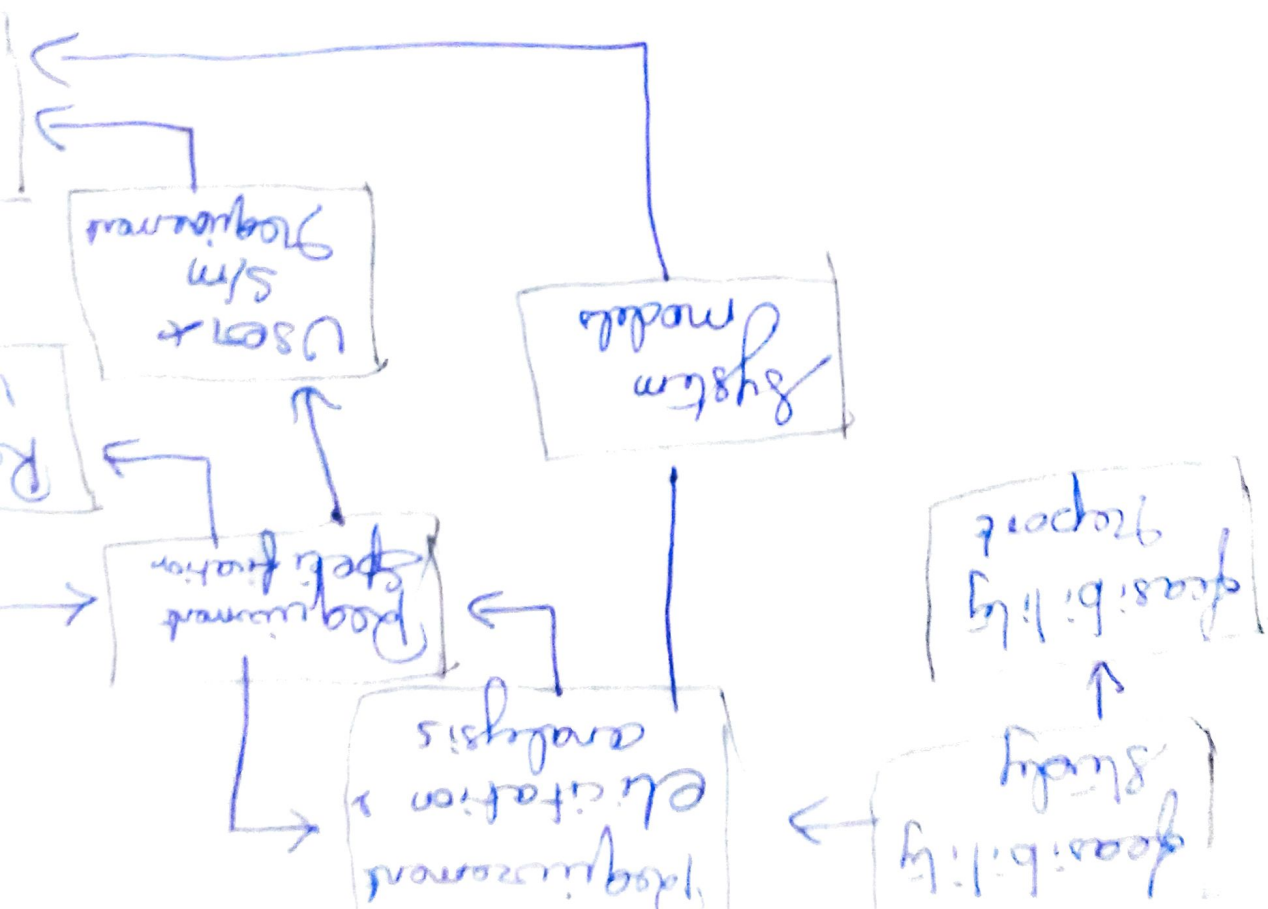 feasibility
study
Requirement
elicitation &
analysis
Requirement
specification
R
feasibility
report
System
models
User &
S/m
Requirement